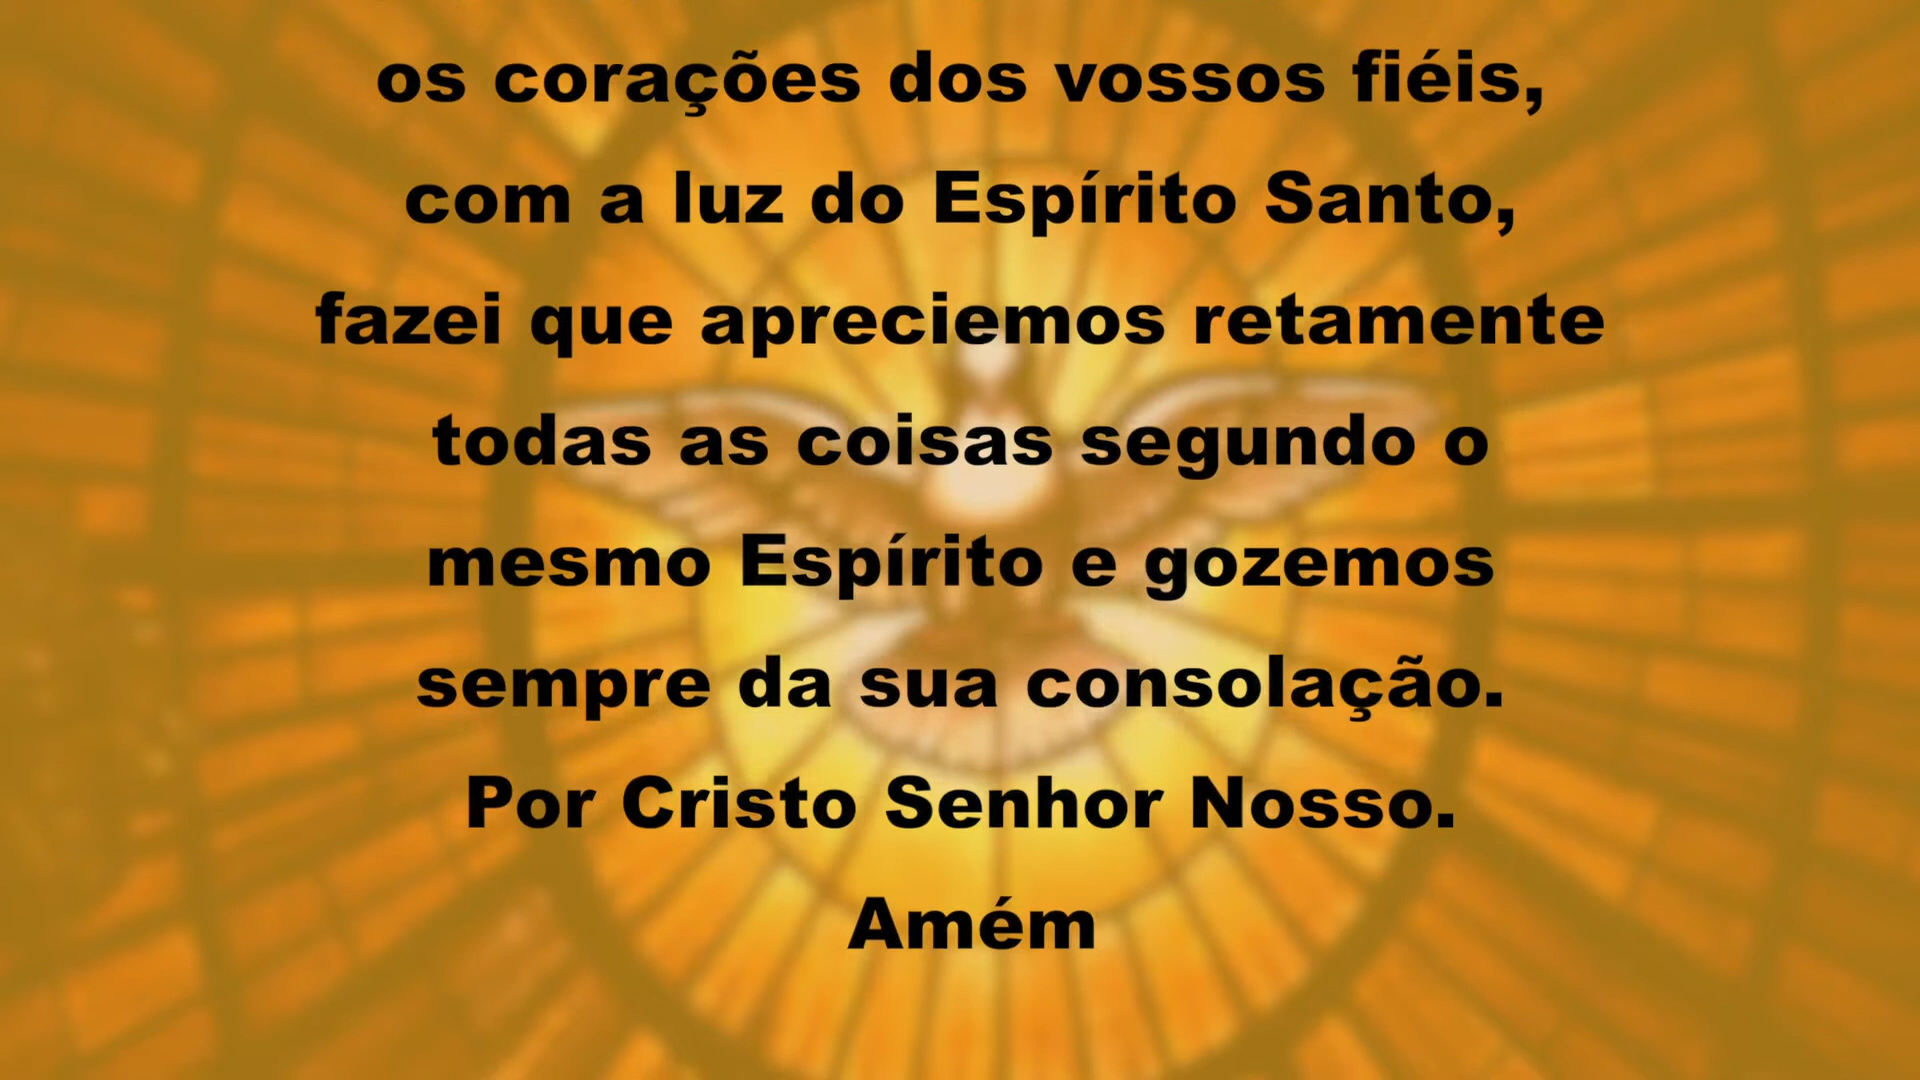 os corações dos vossos fiéis,
com a luz do Espírito Santo,
fazei que apreciemos retamente
todas as coisas segundo o
mesmo Espírito e gozemos
sempre da sua consolação.
Por Cristo Senhor Nosso.
Amém